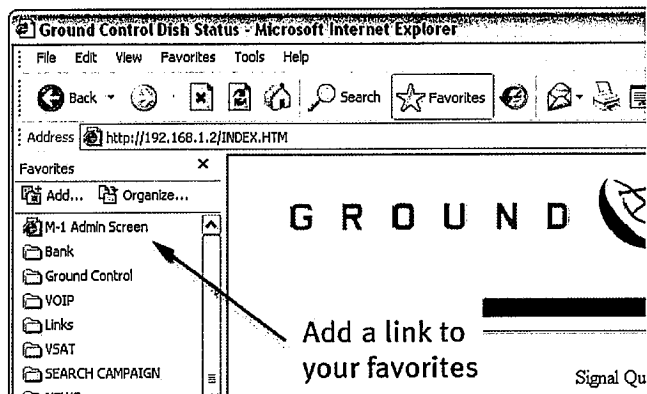 Ground Control Dish Status - Microsoft Internet Explorer
File Edit View Favorites Tools Help
Back Search Favorites
Address http://192.168.1.2/INDEX.HTM
Favorites x
Add... Organize...
M-1 Admin Screen
Bank
Ground Control
VOIP
Links
VSAT
SEARCH CAMPAIGN
GROUND
Add a link to
your favorites
Signal Qu